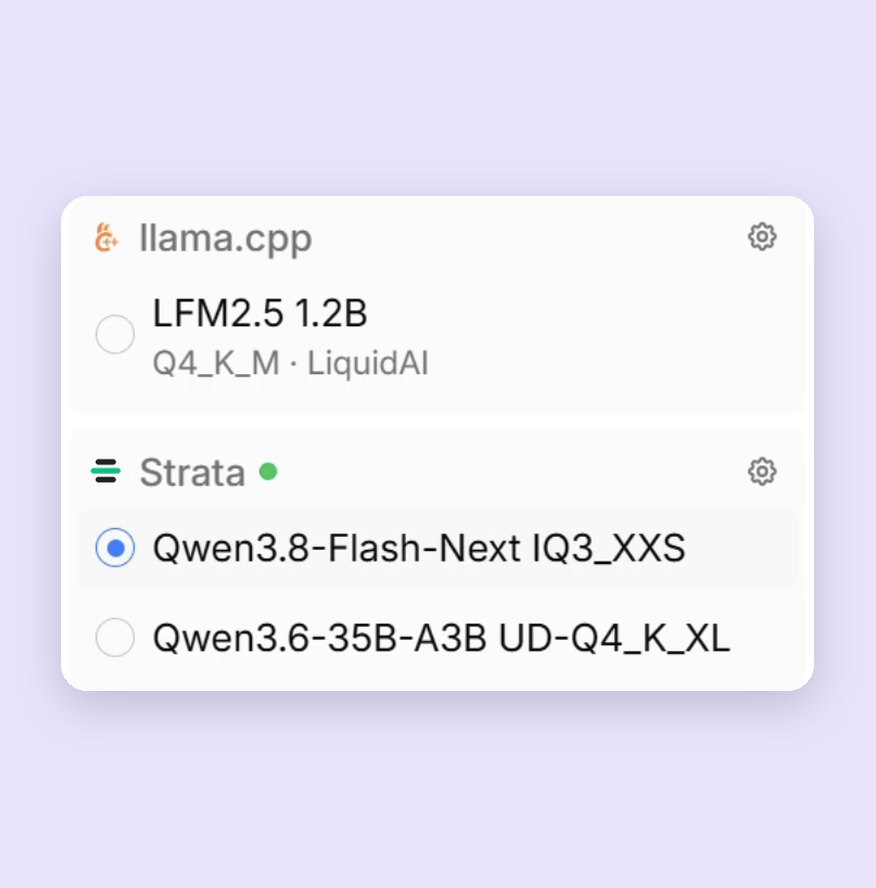 llama.cpp
LFM2.5 1.2B
Q4_K_M · LiquidAI
Strata
Qwen3.8-Flash-Next IQ3_XXS
Qwen3.6-35B-A3B UD-Q4_K_XL